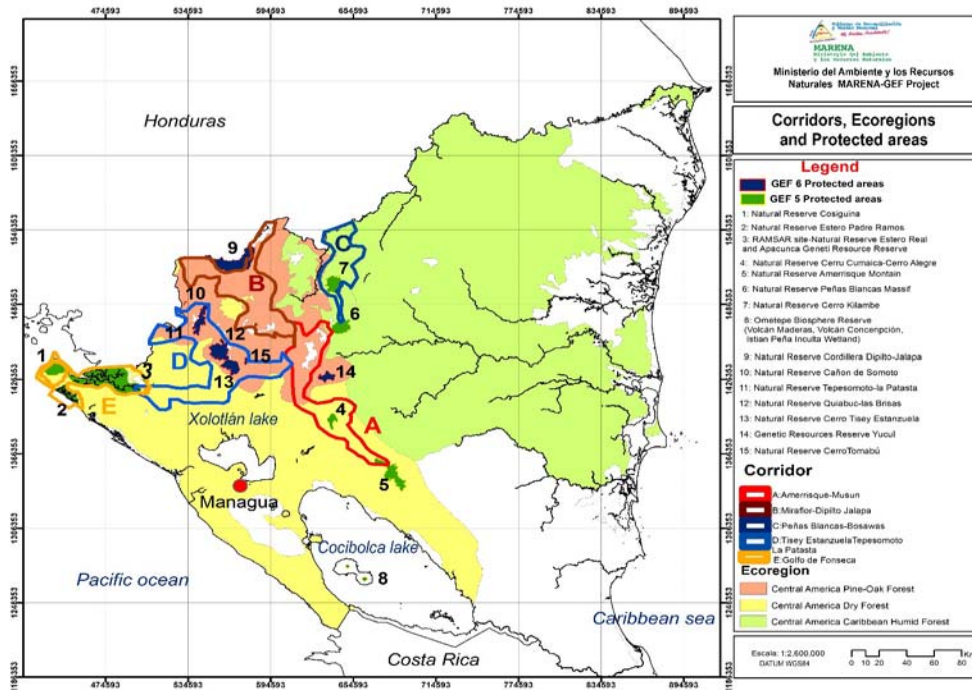 474593 534593 594593 654593 714593 774593 834593 894593
Honduras
9
C
7
B
10
6
11
12
15
1
D
3
13
14
2
E
4
Xolotlán lake
A
5
Managua
Cocibolca lake
8
Pacific ocean
Caribbean sea
Costa Rica
474593 534593 594593 654593 714593 774593 834593 894593
MARENA
Ministerio del Ambiente y los Recursos
Naturales MARENA-GEF Project
Corridors, Ecoregions
and Protected areas
Legend
GEF 6 Protected areas
GEF 5 Protected areas
1: Natural Reserve Cosiguina
2: Natural Reserve Estero Padre Ramos
3: RAMSAR site-Natural Reserve Estero Real
and Apacunca Geneti Resource Reserve
4: Natural Reserve Cerru Cumaica-Cerro Alegre
5: Natural Reserve Amerrisque Montain
6: Natural Reserve Peñas Blancas Massif
7: Natural Reserve Cerro Kilambe
8: Ometepe Biosphere Reserve
(Volcán Maderas, Volcán Concenpción,
Istian Peña Inculta Wetland)
9: Natural Reserve Cordillera Dipilto-Jalapa
10: Natural Reserve Cañon de Somoto
11: Natural Reserve Tepesomoto-la Patasta
12: Natural Reserve Quiabuc-las Brisas
13: Natural Reserve Cerro Tisey Estanzuela
14: Genetic Resources Reserve Yucul
15: Natural Reserve CerroTomabú
Corridor
A:Amerrisque-Musun
B:Miraflor-Dipilto Jalapa
C:Peñas Blancas-Bosawas
D:Tisey EstanzuelaTepesomoto
La Patasta
E:Golfo de Fonseca
Ecoregion
Central America Pine-Oak Forest
Central America Dry Forest
Central America Caribbean Humid Forest
Escala: 1:2.600.000
DATUM WGS84
0 10 20 40 60 80